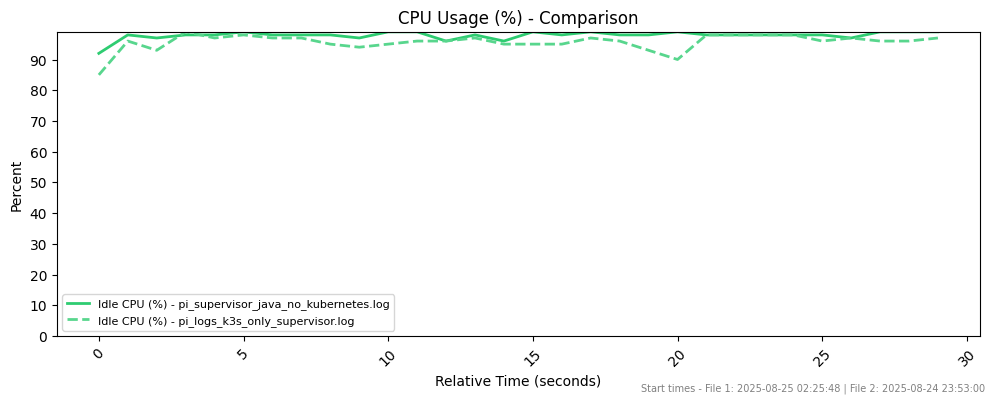 CPU Usage (%) - Comparison
Percent
90
80
70
60
50
40
30
20
10
0
Idle CPU (%) - pi_supervisor_java_no_kubernetes.log
Idle CPU (%) - pi_logs_k3s_only_supervisor.log
0 5 10 15 20 25 30
Relative Time (seconds)
Start times - File 1: 2025-08-25 02:25:48 | File 2: 2025-08-24 23:53:00